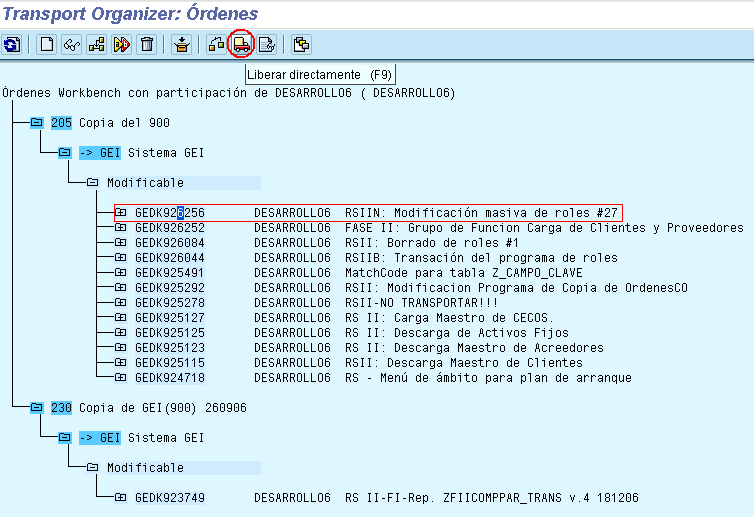 Transport Organizer: Órdenes
Liberar directamente (F9)
Órdenes Workbench con participación de DESARROLLO6 ( DESARROLLO6)
205 Copia del 900
-> GEI Sistema GEI
Modificable
GEDK926256 DESARROLLO6 RSIIN: Modificación masiva de roles #27
GEDK926252 DESARROLLO6 FASE II: Grupo de Funcion Carga de Clientes y Proveedores
GEDK926084 DESARROLLO6 RSII: Borrado de roles #1
GEDK926044 DESARROLLO6 RSIIB: Transación del programa de roles
GEDK925491 DESARROLLO6 MatchCode para tabla Z_CAMPO_CLAVE
GEDK925292 DESARROLLO6 RSII: Modificacion Programa de Copia de OrdenesCO
GEDK925278 DESARROLLO6 RSII-NO TRANSPORTAR!!!
GEDK925127 DESARROLLO6 RS II: Carga Maestro de CECOS.
GEDK925125 DESARROLLO6 RS II: Descarga de Activos Fijos
GEDK925123 DESARROLLO6 RS II: Descarga Maestro de Acreedores
GEDK925115 DESARROLLO6 RSII: Descarga Maestro de Clientes
GEDK924718 DESARROLLO6 RS - Menú de ámbito para plan de arranque
230 Copia de GEI(900) 260906
-> GEI Sistema GEI
Modificable
GEDK923749 DESARROLLO6 RS II-FI-Rep. ZFIICOMPPAR_TRANS v.4 181206